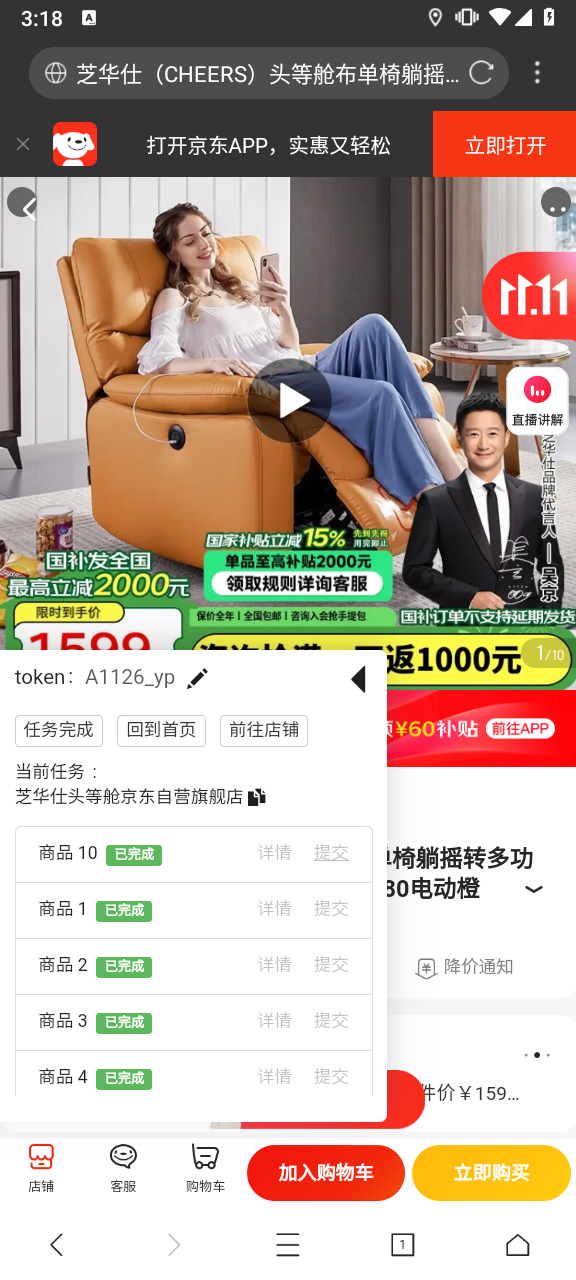 3:18
芝华仕（CHEERS）头等舱布单椅躺摇...
打开京东APP，实惠又轻松
立即打开
11.11
直播讲解
芝华仕品牌代言人 — 吴京
国家补贴立减15% 先到先得 用完即止
单品至高补贴2000元
领取规则详询客服
国补发全国
最高立减2000元
限时到手价
1599
保价全年 | 全国包邮 | 咨询入会抢手提包
国补订单不支持延期发货
返1000元
1/10
token： A1126_yp
任务完成
回到首页
前往店铺
¥60补贴
前往APP
当前任务：
芝华仕头等舱京东自营旗舰店
商品 10 已完成 详情 提交
商品 1 已完成 详情 提交
商品 2 已完成 详情 提交
商品 3 已完成 详情 提交
商品 4 已完成 详情 提交
单椅躺摇转多功
80电动橙
降价通知
件价￥159...
店铺
客服
购物车
加入购物车
立即购买
1